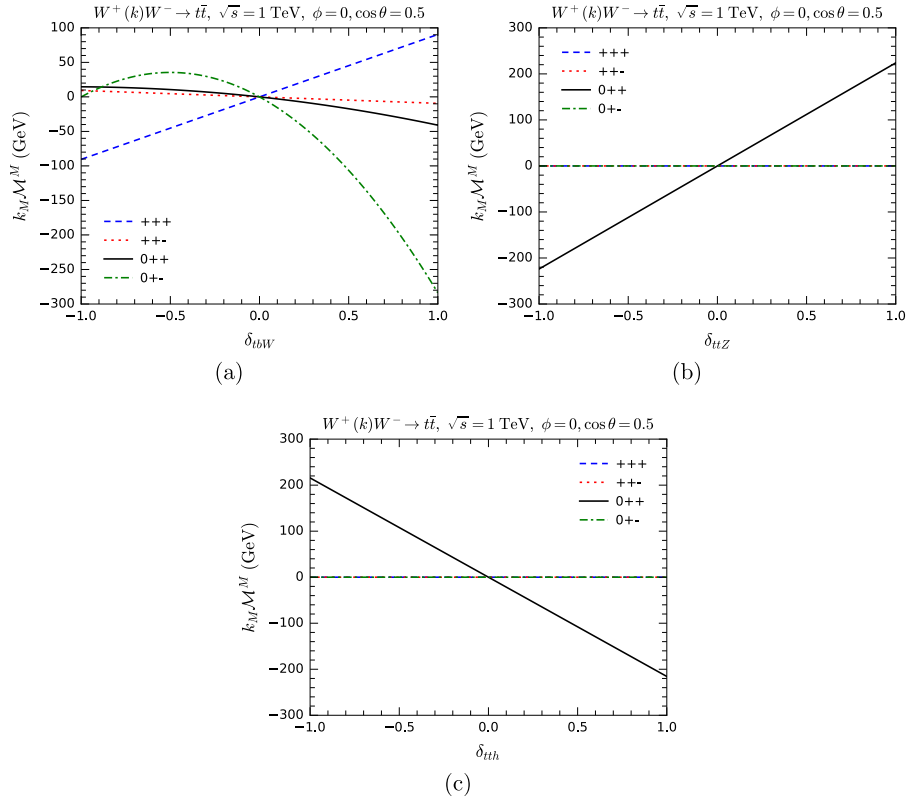 W⁺(k)W⁻ → tt̄, √s = 1 TeV, ϕ = 0, cos θ = 0.5
100
50
0
−50
−100
−150
−200
−250
−300
k_M ℳ^M (GeV)
+++
++-
0++
0+-
−1.0 −0.5 0.0 0.5 1.0
δ_tbW
(a)
W⁺(k)W⁻ → tt̄, √s = 1 TeV, ϕ = 0, cos θ = 0.5
300
200
100
0
−100
−200
−300
k_M ℳ^M (GeV)
+++
++-
0++
0+-
−1.0 −0.5 0.0 0.5 1.0
δ_ttZ
(b)
W⁺(k)W⁻ → tt̄, √s = 1 TeV, ϕ = 0, cos θ = 0.5
300
200
100
0
−100
−200
−300
k_M ℳ^M (GeV)
+++
++-
0++
0+-
−1.0 −0.5 0.0 0.5 1.0
δ_tth
(c)